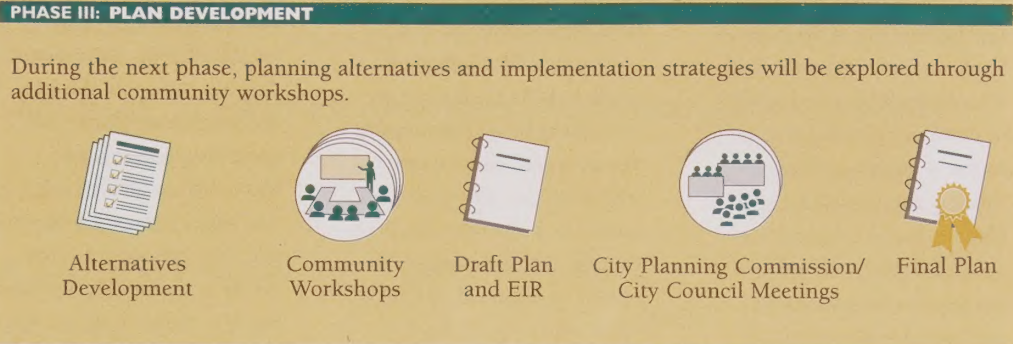 PHASE III: PLAN DEVELOPMENT
During the next phase, planning alternatives and implementation strategies will be explored through
additional community workshops.
Alternatives
Development
Community
Workshops
Draft Plan
and EIR
City Planning Commission/
City Council Meetings
Final Plan